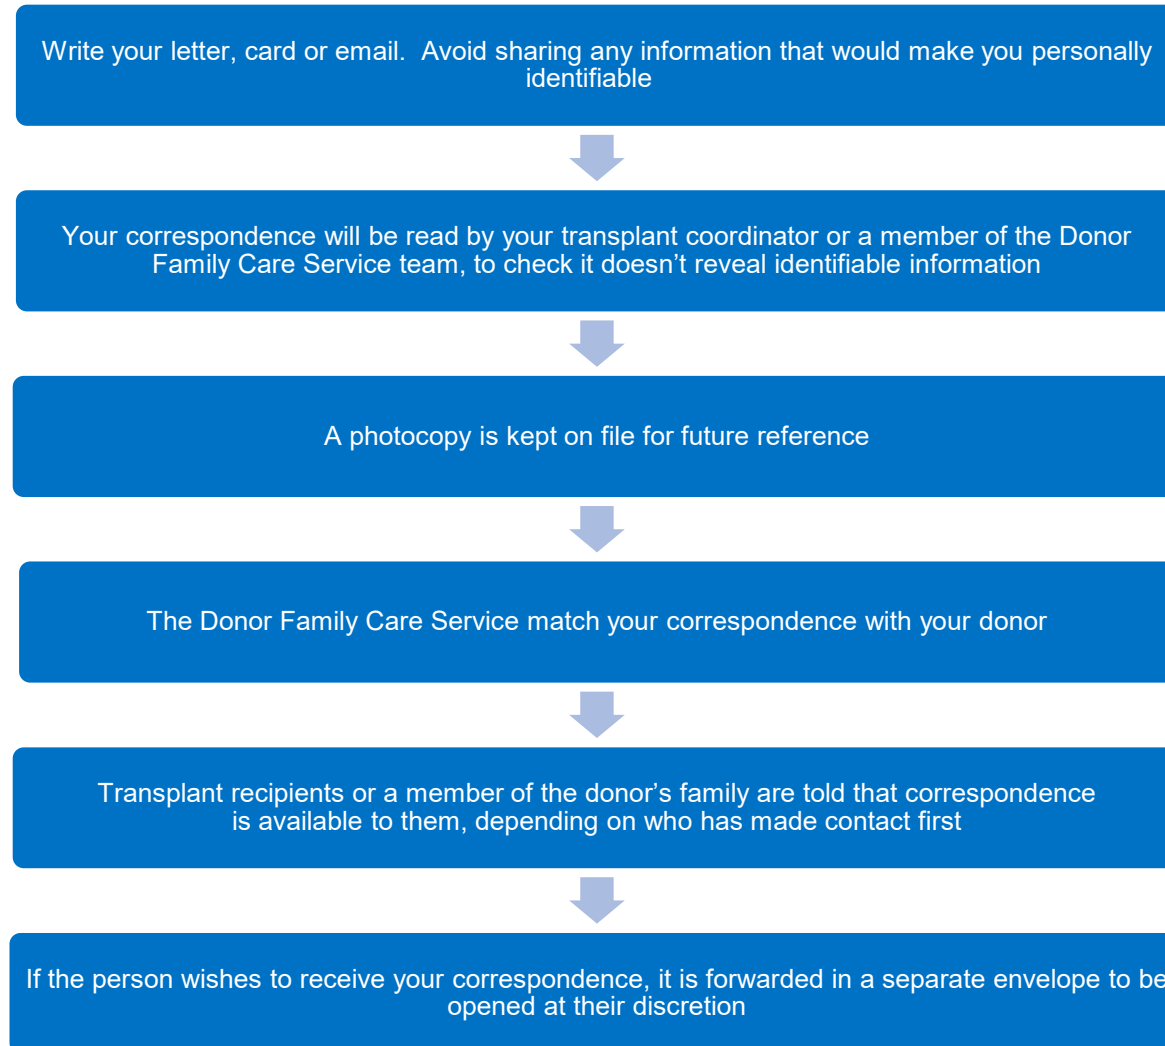 Write your letter, card or email.  Avoid sharing any information that would make you personally
identifiable
Your correspondence will be read by your transplant coordinator or a member of the Donor
Family Care Service team, to check it doesn’t reveal identifiable information
A photocopy is kept on file for future reference
The Donor Family Care Service match your correspondence with your donor
Transplant recipients or a member of the donor’s family are told that correspondence
is available to them, depending on who has made contact first
If the person wishes to receive your correspondence, it is forwarded in a separate envelope to be
opened at their discretion